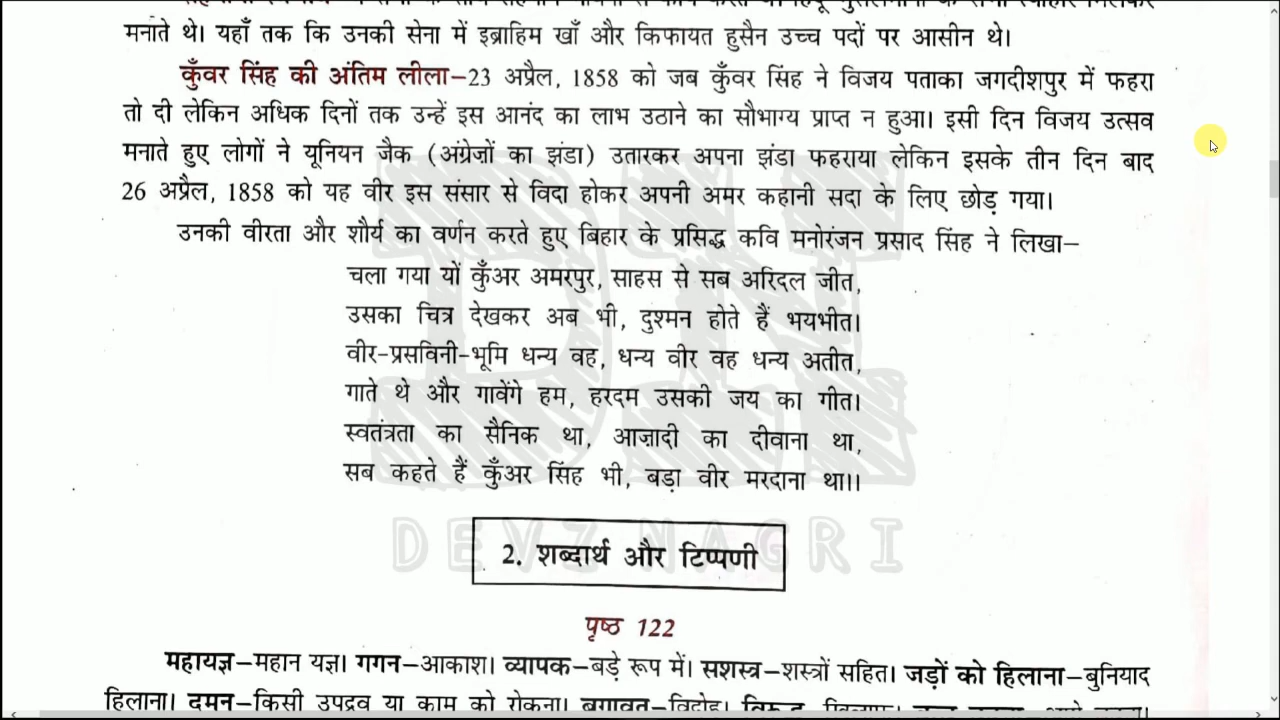 मनाते थे। यहाँ तक कि उनकी सेना में इब्राहिम खाँ और किफायत हुसैन उच्च पदों पर आसीन थे।
कुँवर सिंह की अंतिम लीला–23 अप्रैल, 1858 को जब कुँवर सिंह ने विजय पताका जगदीशपुर में फहरा
तो दी लेकिन अधिक दिनों तक उन्हें इस आनंद का लाभ उठाने का सौभाग्य प्राप्त न हुआ। इसी दिन विजय उत्सव
मनाते हुए लोगों ने यूनियन जैक (अंग्रेजों का झंडा) उतारकर अपना झंडा फहराया लेकिन इसके तीन दिन बाद
26 अप्रैल, 1858 को यह वीर इस संसार से विदा होकर अपनी अमर कहानी सदा के लिए छोड़ गया।
उनकी वीरता और शौर्य का वर्णन करते हुए बिहार के प्रसिद्ध कवि मनोरंजन प्रसाद सिंह ने लिखा–
चला गया यों कुँअर अमरपुर, साहस से सब अरिदल जीत,
उसका चित्र देखकर अब भी, दुश्मन होते हैं भयभीत।
वीर-प्रसविनी-भूमि धन्य वह, धन्य वीर वह धन्य अतीत,
गाते थे और गावेंगे हम, हरदम उसकी जय का गीत।
स्वतंत्रता का सैनिक था, आज़ादी का दीवाना था,
सब कहते हैं कुँअर सिंह भी, बड़ा वीर मरदाना था।।
DEVZ NAGRI
2. शब्दार्थ और टिप्पणी
पृष्ठ 122
महायज्ञ–महान यज्ञ। गगन–आकाश। व्यापक–बड़े रूप में। सशस्त्र–शस्त्रों सहित। जड़ों को हिलाना–बुनियाद
हिलाना। दमन–किसी उपद्रव या काम को रोकना। बगावत–विद्रोह।